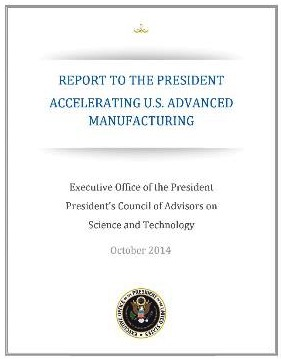 REPORT TO THE PRESIDENT
ACCELERATING U.S. ADVANCED
MANUFACTURING
Executive Office of the President
President's Council of Advisors on
Science and Technology
October 2014